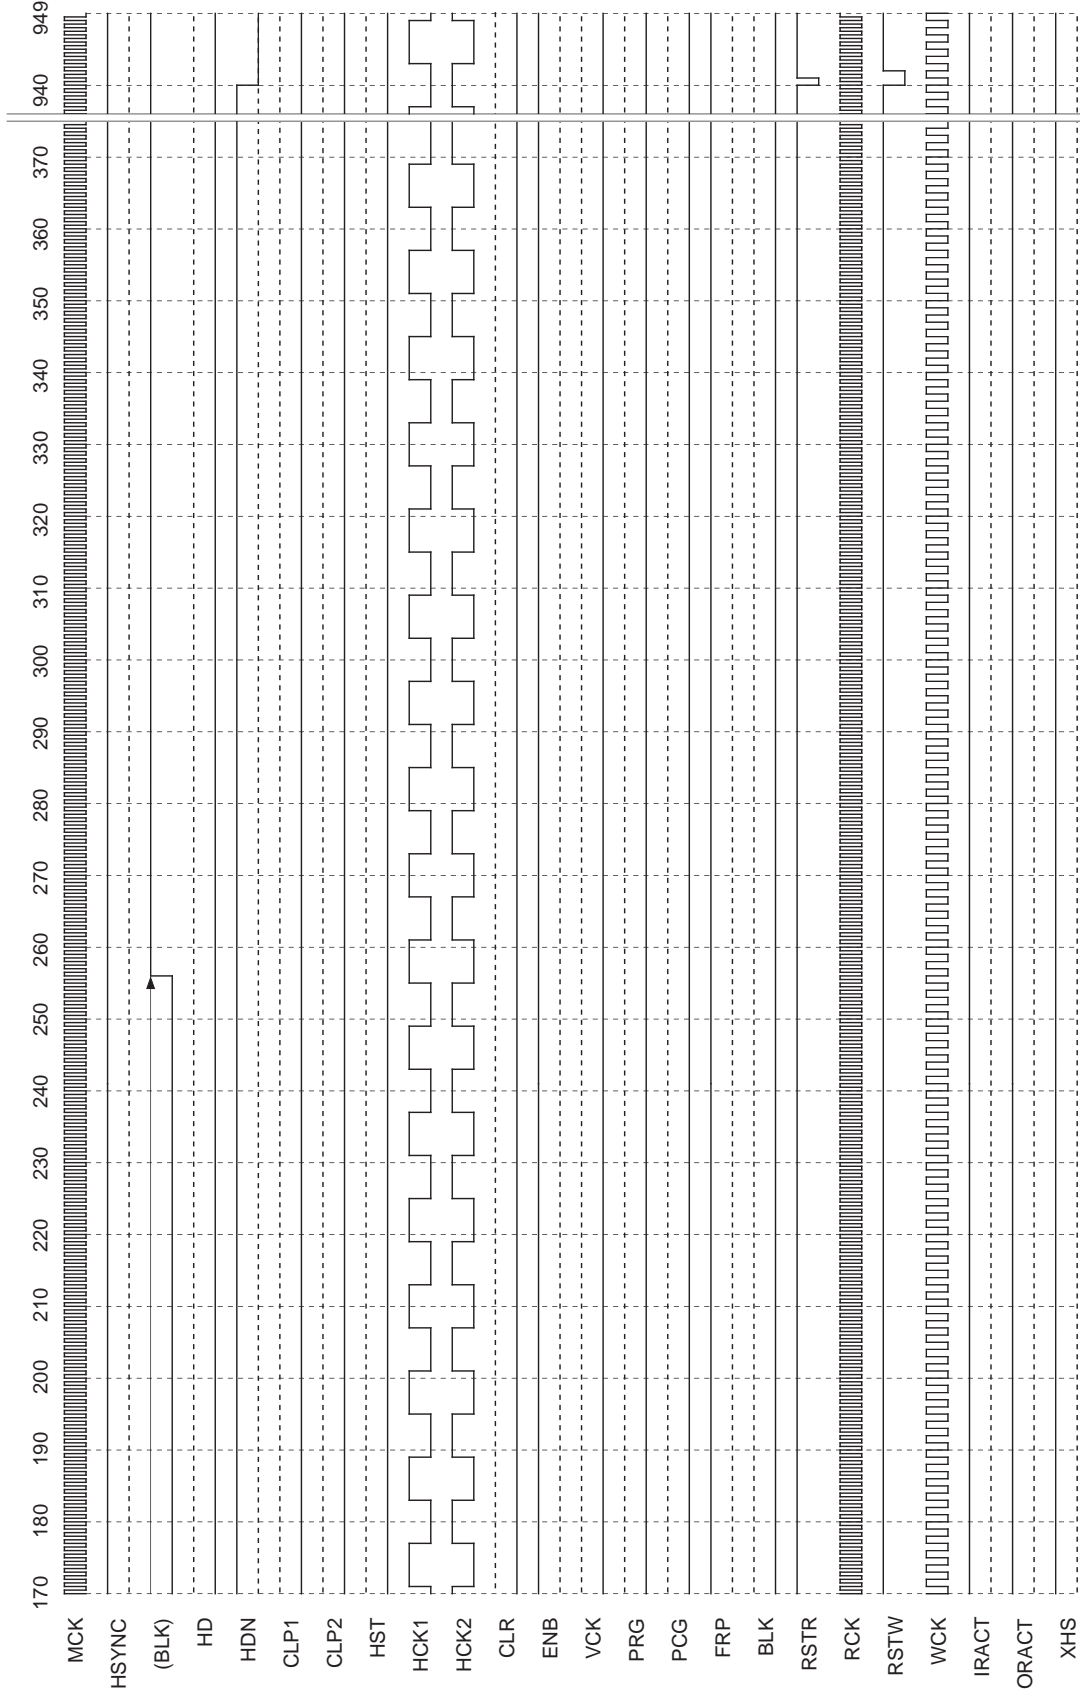 MCK
HSYNC
(BLK)
HD
HDN
CLP1
CLP2
HST
HCK1
HCK2
CLR
ENB
VCK
PRG
PCG
FRP
BLK
RSTR
RCK
RSTW
WCK
IRACT
ORACT
XHS
170 180 190 200 210 220 230 240 250 260 270 280 290 300 310 320 330 340 350 360 370 940 949